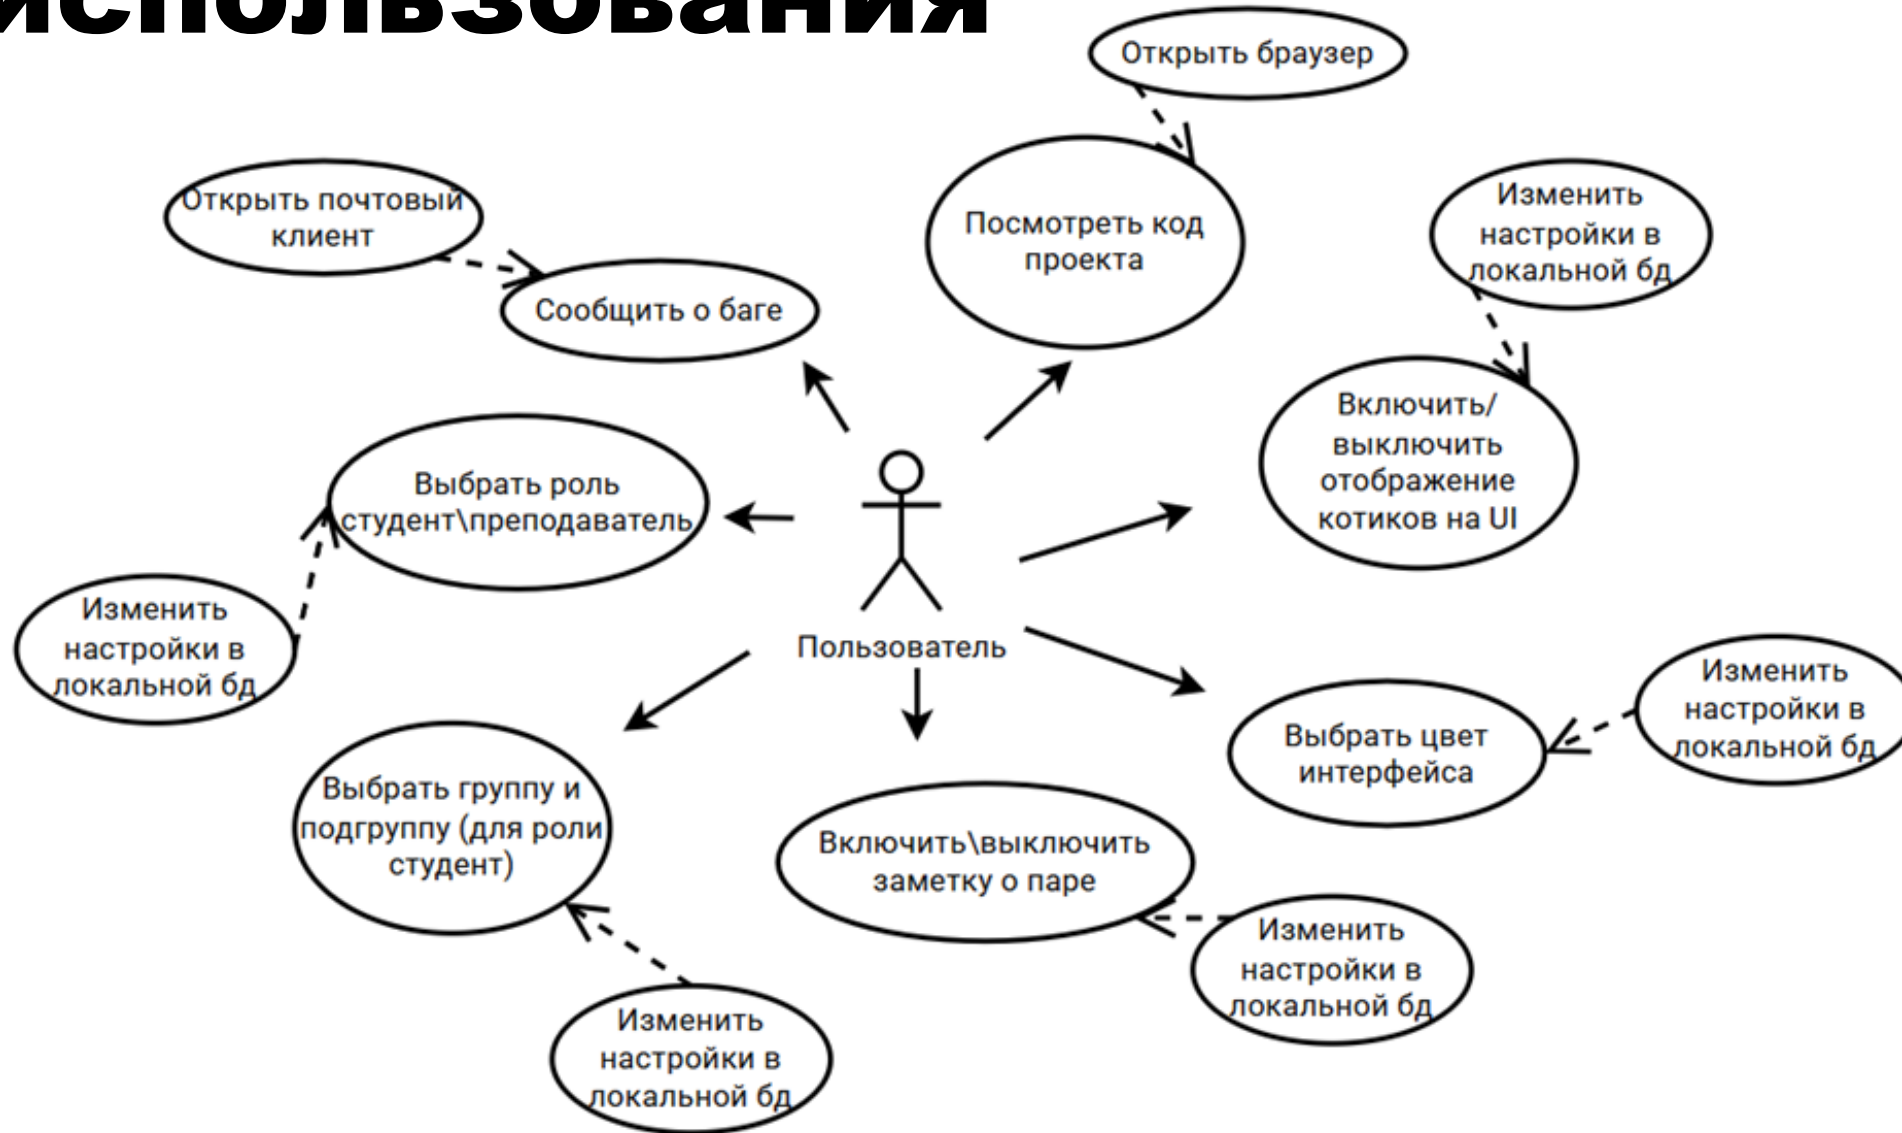 использования
Открыть браузер
Открыть почтовый
клиент
Посмотреть код
проекта
Изменить
настройки в
локальной бд
Сообщить о баге
Включить/
выключить
отображение
котиков на UI
Выбрать роль
студент\преподаватель
Изменить
настройки в
локальной бд
Пользователь
Изменить
настройки в
локальной бд
Выбрать цвет
интерфейса
Выбрать группу и
подгруппу (для роли
студент)
Включить\выключить
заметку о паре
Изменить
настройки в
локальной бд
Изменить
настройки в
локальной бд